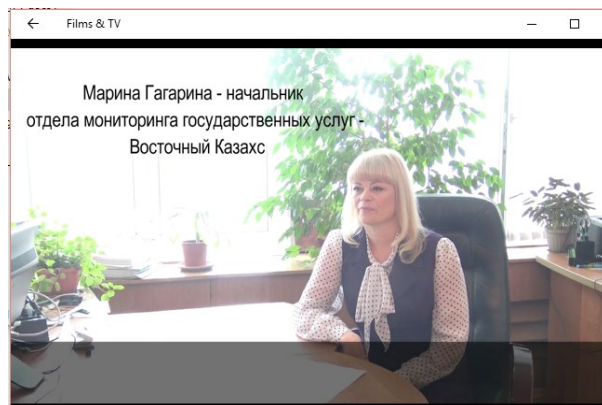 Films & TV
Марина Гагарина - начальник
отдела мониторинга государственных услуг -
Восточный Казахс